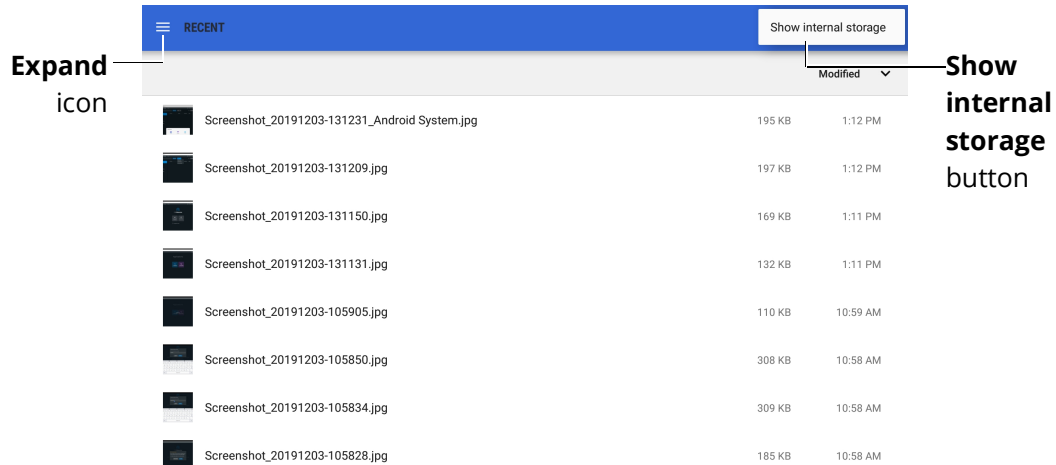 RECENT
Show internal storage
Expand
icon
Modified
Show
internal
storage
button
Screenshot_20191203-131231_Android System.jpg 195 KB 1:12 PM
Screenshot_20191203-131209.jpg 197 KB 1:12 PM
Screenshot_20191203-131150.jpg 169 KB 1:11 PM
Screenshot_20191203-131131.jpg 132 KB 1:11 PM
Screenshot_20191203-105905.jpg 110 KB 10:59 AM
Screenshot_20191203-105850.jpg 308 KB 10:58 AM
Screenshot_20191203-105834.jpg 309 KB 10:58 AM
Screenshot_20191203-105828.jpg 185 KB 10:58 AM